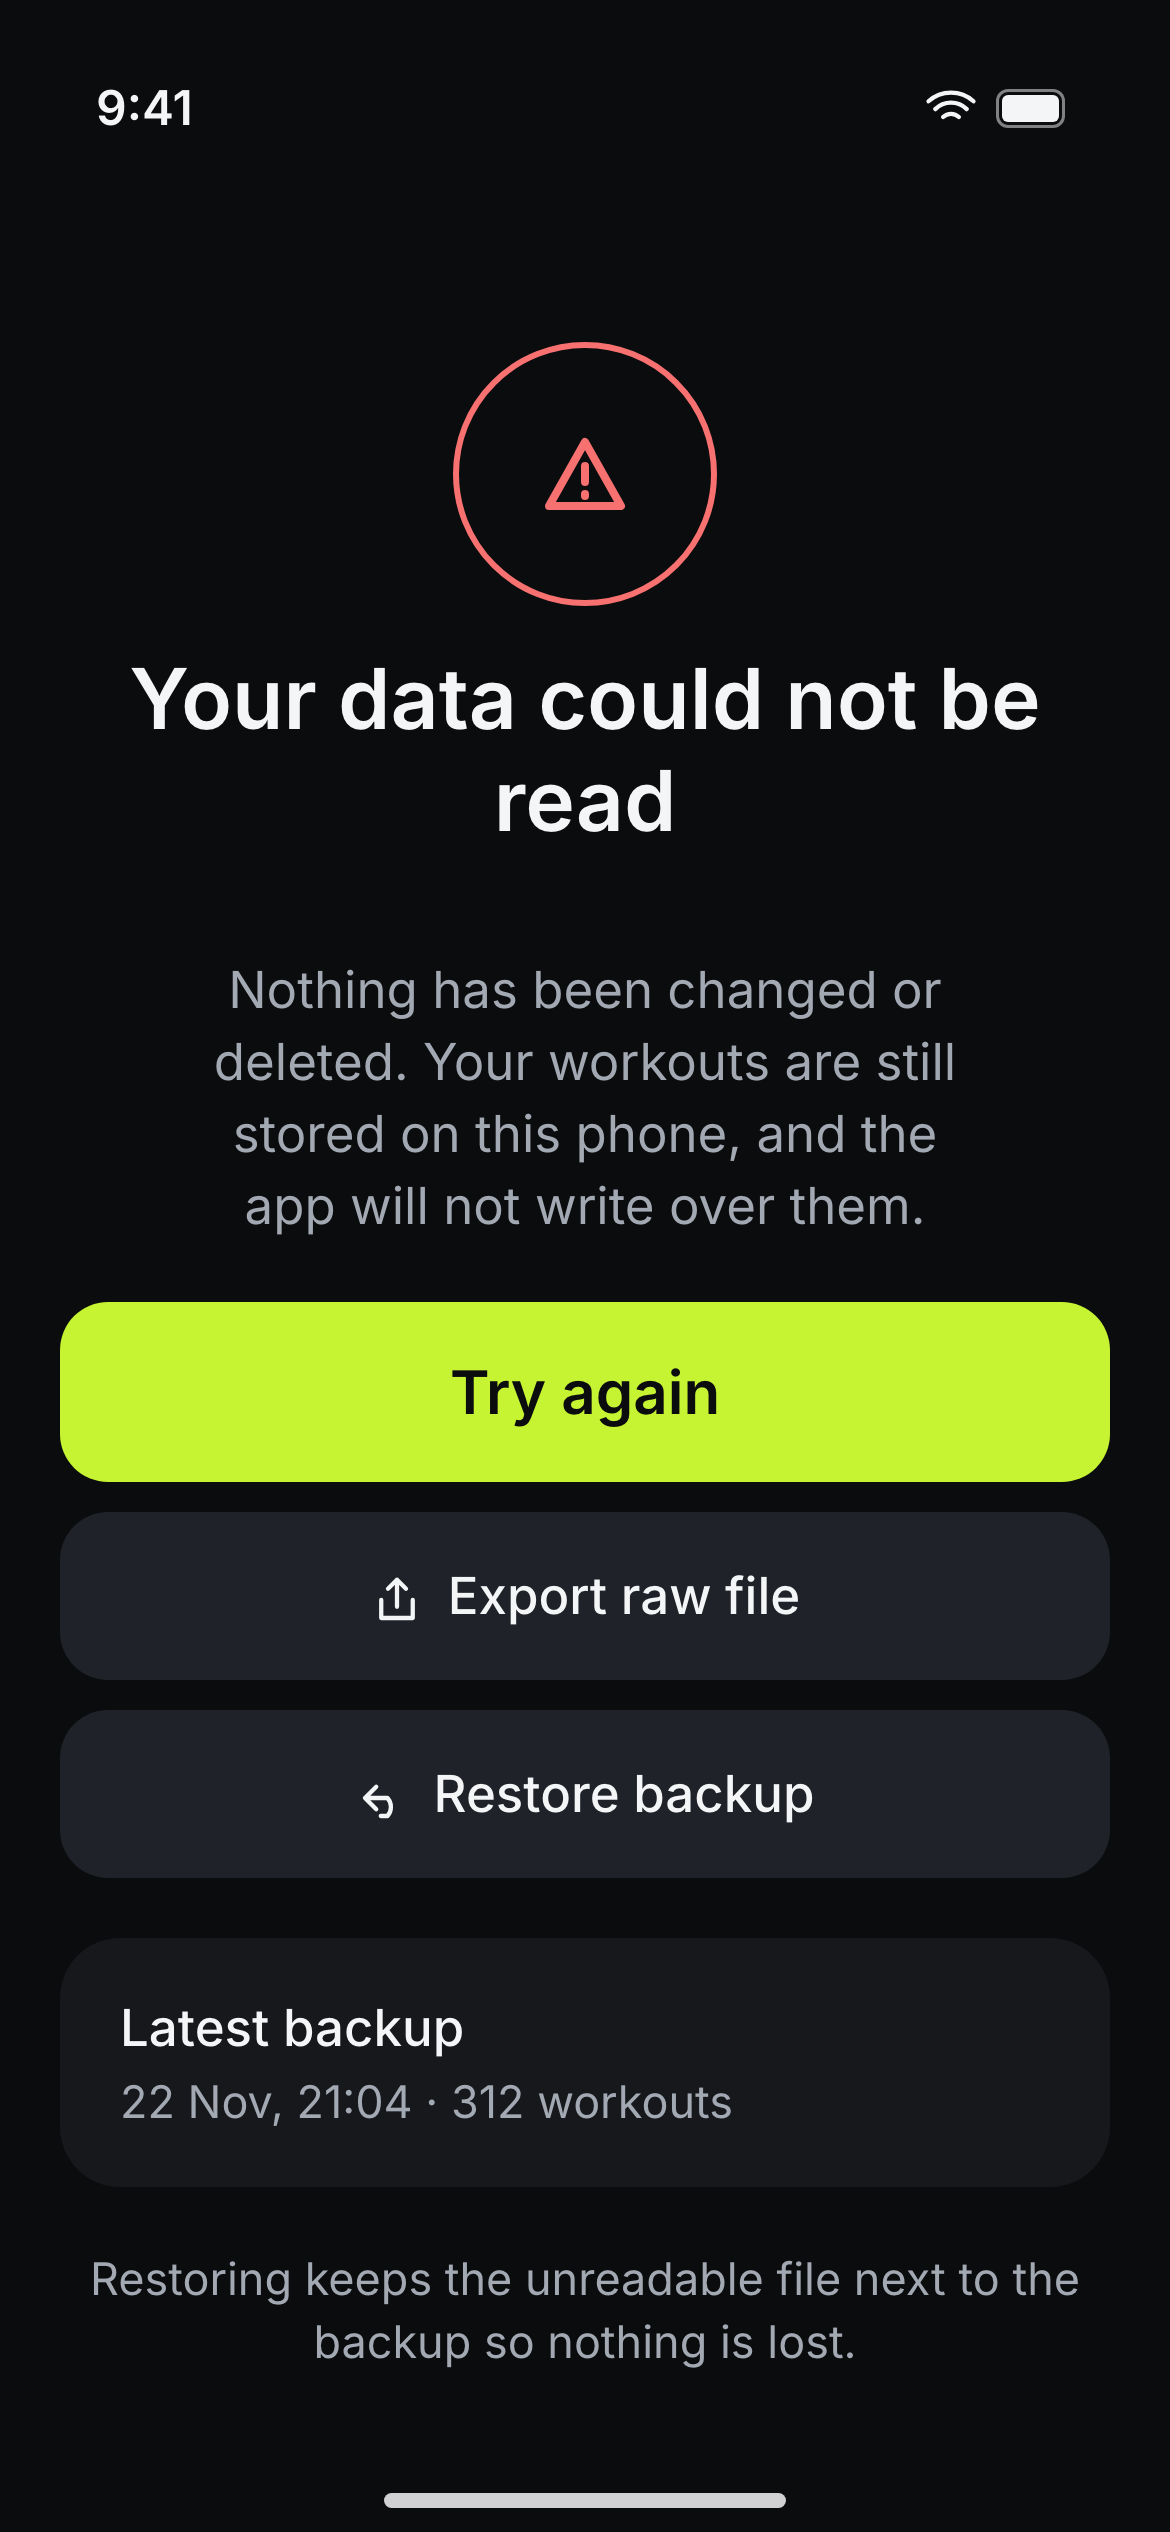 9:41
Your data could not be
read
Nothing has been changed or
deleted. Your workouts are still
stored on this phone, and the
app will not write over them.
Try again
Export raw file
Restore backup
Latest backup
22 Nov, 21:04 · 312 workouts
Restoring keeps the unreadable file next to the
backup so nothing is lost.